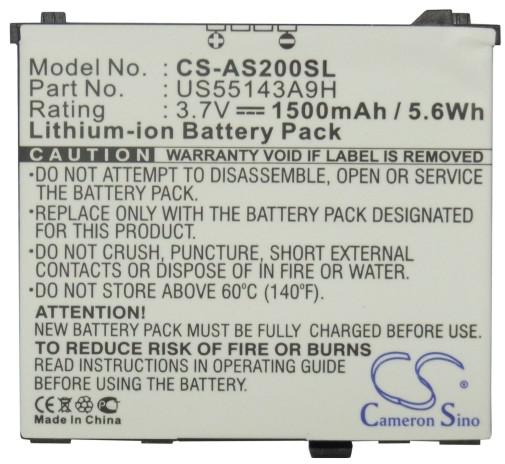 + -
Model No. : CS-AS200SL
Part No. : US55143A9H
Rating : 3.7V 1500mAh / 5.6Wh
Lithium-ion Battery Pack
CAUTION WARRANTY VOID IF LABEL IS REMOVED
•DO NOT ATTEMPT TO DISASSEMBLE, OPEN OR SERVICE
THE BATTERY PACK.
•REPLACE ONLY WITH THE BATTERY PACK DESIGNATED
FOR THIS PRODUCT.
•DO NOT CRUSH, PUNCTURE, SHORT EXTERNAL
CONTACTS OR DISPOSE OF IN FIRE OR WATER.
•DO NOT STORE ABOVE 60℃ (140℉).
ATTENTION!
NEW BATTERY PACK MUST BE FULLY CHARGED BEFORE USE.
TO REDUCE RISK OF FIRE OR BURNS
READ INSTRUCTIONS IN OPERATING GUIDE
BEFORE CHARGING.
CE
Made in China
CS
Cameron Sino